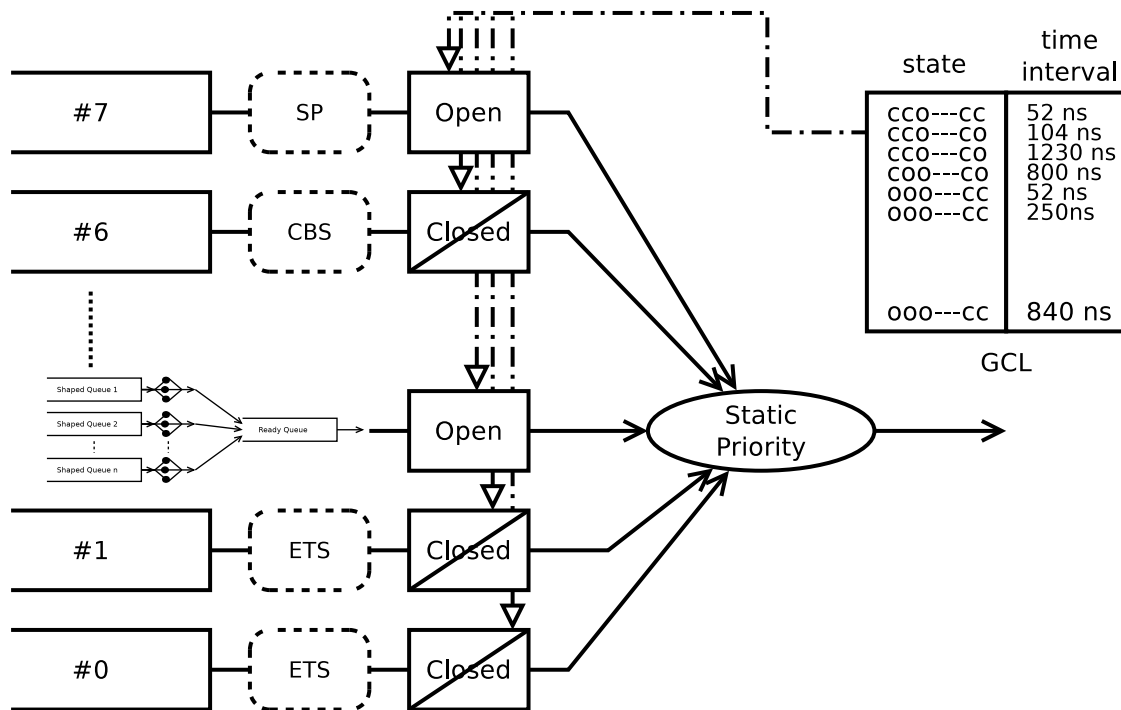 #7
SP
Open
#6
CBS
Closed
Shaped Queue 1
Shaped Queue 2
Shaped Queue n
Ready Queue
Open
Static
Priority
#1
ETS
Closed
#0
ETS
Closed
state
time
interval
cco---cc 52 ns
cco---co 104 ns
cco---co 1230 ns
coo---co 800 ns
ooo---cc 52 ns
ooo---cc 250ns
ooo---cc 840 ns
GCL